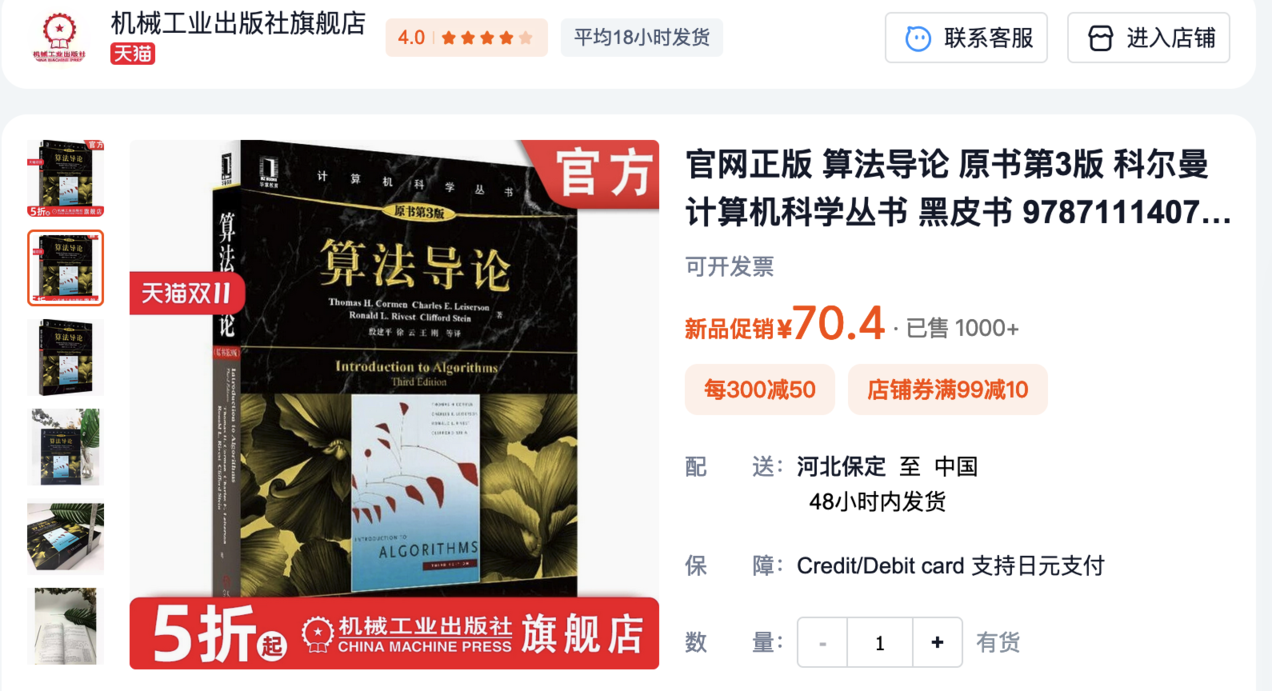 机械工业出版社旗舰店
天猫
4.0
平均18小时发货
联系客服
进入店铺
官方
计算机科学丛书
原书第3版
算法导论
Thomas H. Cormen Charles E. Leiserson
Ronald L. Rivest Clifford Stein 著
殷建平 徐云 王刚 等译
Introduction to Algorithms
Third Edition
天猫双11
INTRODUCTION TO
ALGORITHMS
5折起
机械工业出版社
CHINA MACHINE PRESS
旗舰店
官网正版 算法导论 原书第3版 科尔曼
计算机科学丛书 黑皮书 9787111407...
可开发票
新品促销¥70.4 · 已售 1000+
每300减50
店铺券满99减10
配 送: 河北保定 至 中国
48小时内发货
保 障: Credit/Debit card 支持日元支付
数 量: - 1 + 有货